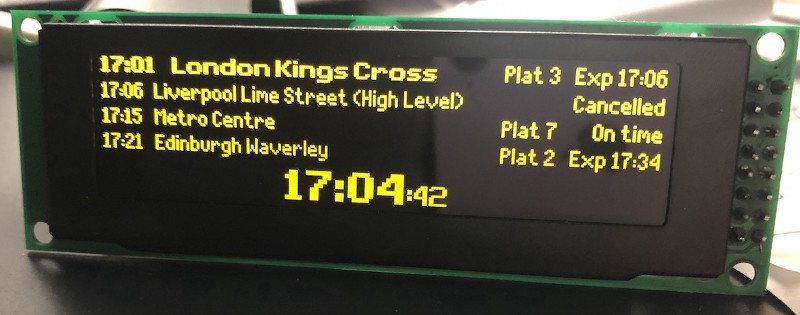 17:01 London Kings Cross Plat 3 Exp 17:06
17:06 Liverpool Lime Street (High Level) Cancelled
17:15 Metro Centre Plat 7 On time
17:21 Edinburgh Waverley Plat 2 Exp 17:34
17:04:42